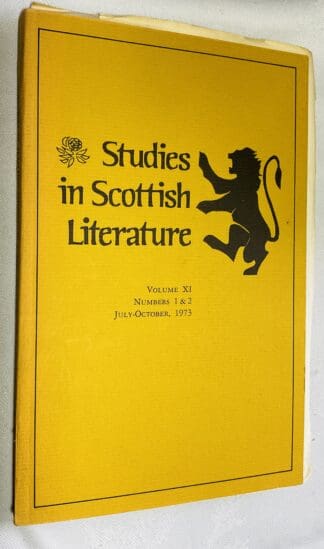 Studies
in Scottish
Literature
VOLUME XI
NUMBERS 1 & 2
JULY-OCTOBER, 1973